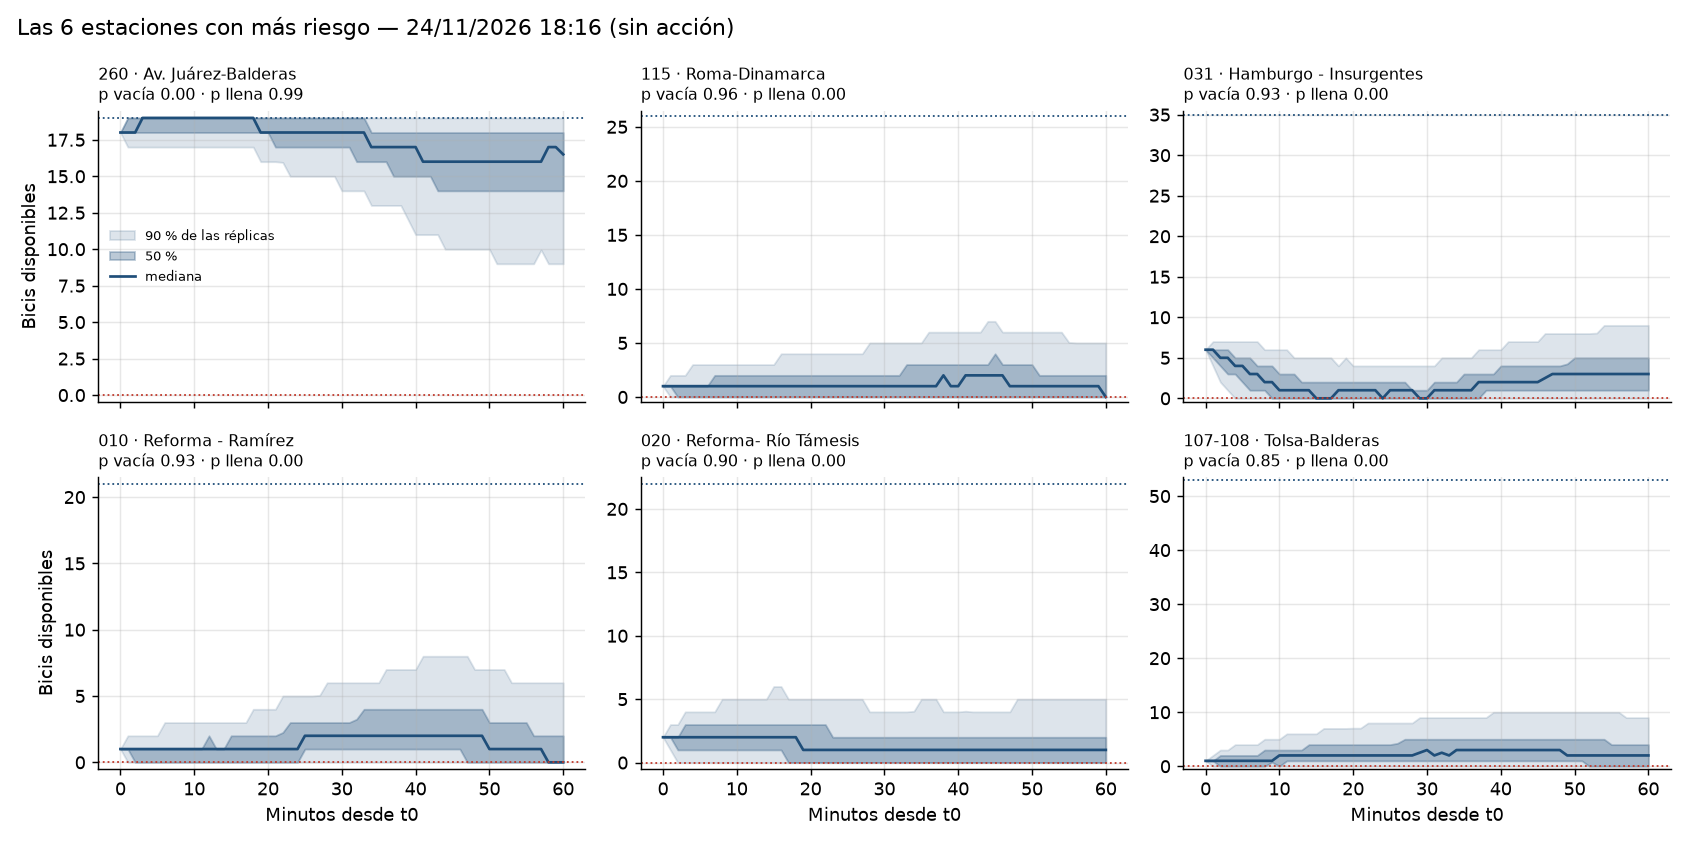 Las 6 estaciones con más riesgo — 24/11/2026 18:16 (sin acción)
260 · Av. Juárez-Balderas
p vacía 0.00 · p llena 0.99
17.5
15.0
12.5
10.0
7.5
5.0
2.5
0.0
Bicis disponibles
90 % de las réplicas
50 %
mediana
115 · Roma-Dinamarca
p vacía 0.96 · p llena 0.00
25
20
15
10
5
0
031 · Hamburgo - Insurgentes
p vacía 0.93 · p llena 0.00
35
30
25
20
15
10
5
0
010 · Reforma - Ramírez
p vacía 0.93 · p llena 0.00
20
15
10
5
0
Bicis disponibles
0 10 20 30 40 50 60
Minutos desde t0
020 · Reforma- Río Támesis
p vacía 0.90 · p llena 0.00
20
15
10
5
0
0 10 20 30 40 50 60
Minutos desde t0
107-108 · Tolsa-Balderas
p vacía 0.85 · p llena 0.00
50
40
30
20
10
0
0 10 20 30 40 50 60
Minutos desde t0